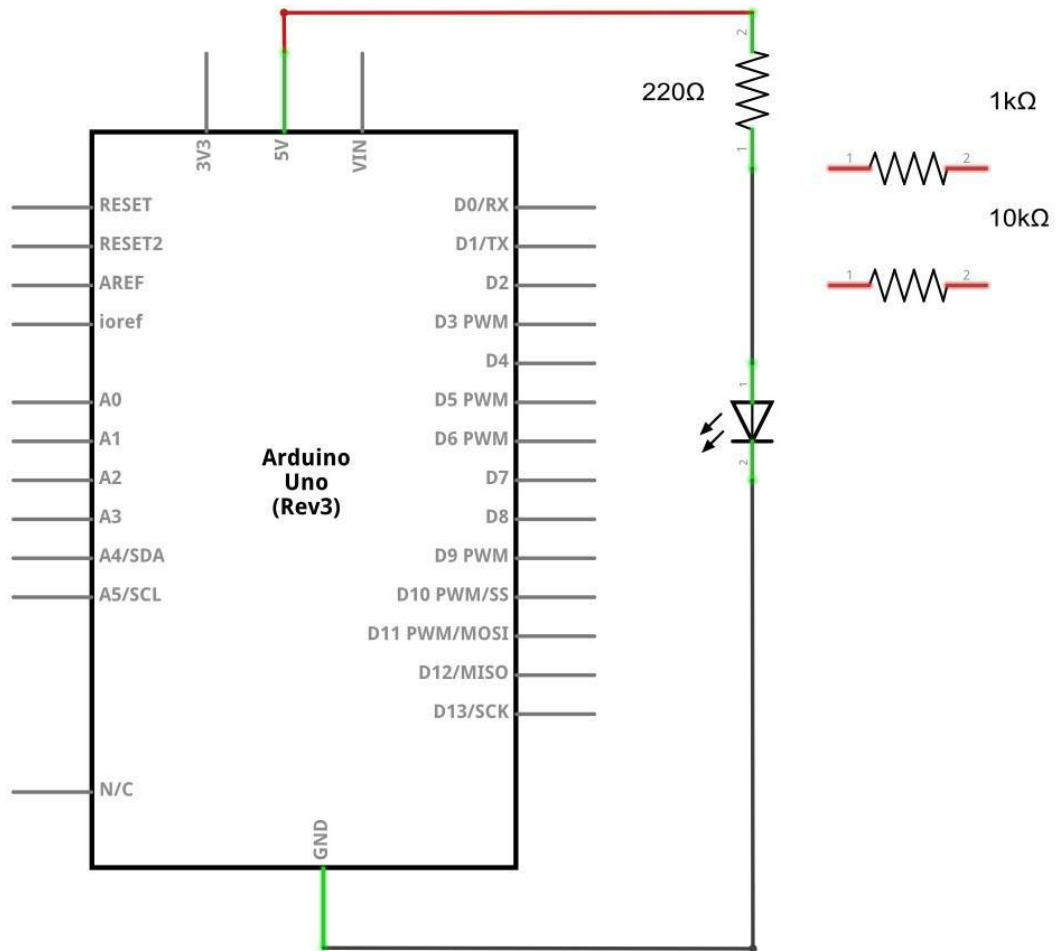 2
220Ω
1
1kΩ
1 2
10kΩ
1 2
3V3
5V
VIN
RESET
RESET2
AREF
ioref
A0
A1
A2
A3
A4/SDA
A5/SCL
N/C
D0/RX
D1/TX
D2
D3 PWM
D4
D5 PWM
D6 PWM
D7
D8
D9 PWM
D10 PWM/SS
D11 PWM/MOSI
D12/MISO
D13/SCK
Arduino
Uno
(Rev3)
1
2
GND